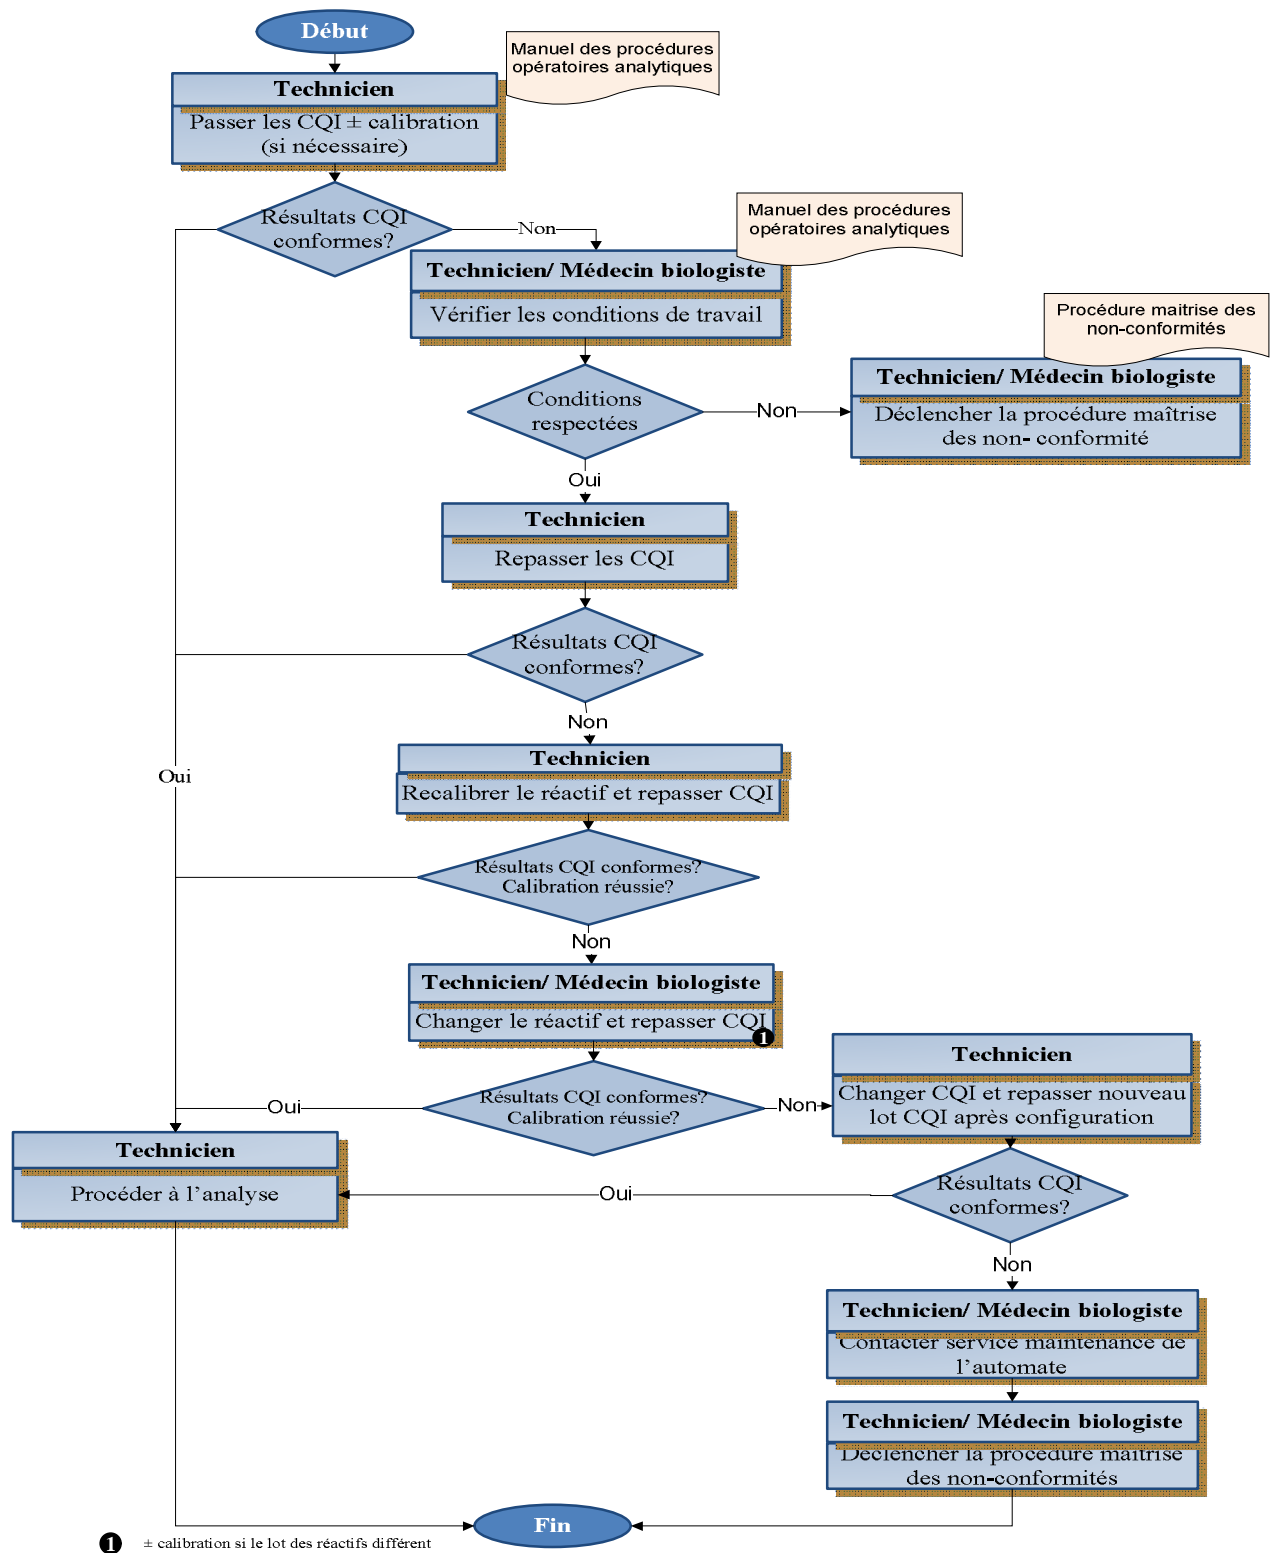 Début
Manuel des procédures
opératoires analytiques
Technicien
Passer les CQI ± calibration
(si nécessaire)
Résultats CQI
conformes?
Non
Manuel des procédures
opératoires analytiques
Technicien/ Médecin biologiste
Vérifier les conditions de travail
Procédure maitrise des
non-conformités
Conditions
respectées
Non
Technicien/ Médecin biologiste
Déclencher la procédure maîtrise
des non- conformité
Oui
Technicien
Repasser les CQI
Résultats CQI
conformes?
Non
Technicien
Oui
Recalibrer le réactif et repasser CQI
Résultats CQI conformes?
Calibration réussie?
Non
Technicien/ Médecin biologiste
Changer le réactif et repasser CQI
1
Résultats CQI conformes?
Calibration réussie?
Oui
Non
Technicien
Changer CQI et repasser nouveau
lot CQI après configuration
Technicien
Procéder à l’analyse
Oui
Résultats CQI
conformes?
Non
Technicien/ Médecin biologiste
Contacter service maintenance de
l’automate
Technicien/ Médecin biologiste
Déclencher la procédure maîtrise
des non-conformités
Fin
1 ± calibration si le lot des réactifs différent